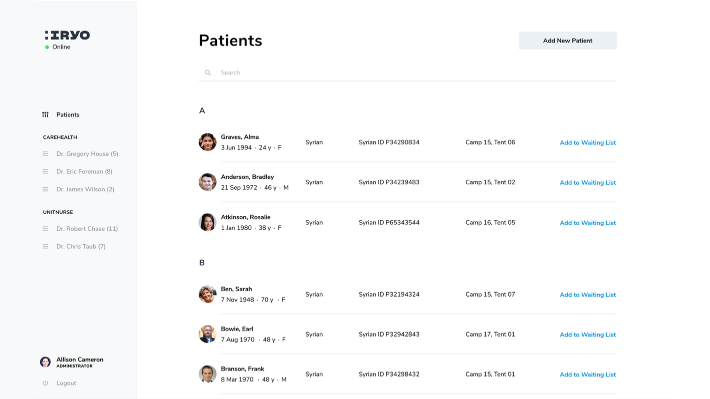 :IRYO
Online
Patients
CAREHEALTH
Dr. Gregory House (5)
Dr. Eric Foreman (8)
Dr. James Wilson (2)
UNITNURSE
Dr. Robert Chase (11)
Dr. Chris Taub (7)
Allison Cameron
ADMINISTRATOR
Logout
Patients
Add New Patient
Search
A
Graves, Alma
3 Jun 1994 · 24 y · F
Syrian
Syrian ID P34290834
Camp 15, Tent 06
Add to Waiting List
Anderson, Bradley
21 Sep 1972 · 46 y · M
Syrian
Syrian ID P34239483
Camp 15, Tent 02
Add to Waiting List
Atkinson, Rosalie
1 Jan 1980 · 38 y · F
Syrian
Syrian ID P65343544
Camp 16, Tent 05
Add to Waiting List
B
Ben, Sarah
7 Nov 1948 · 70 y · F
Syrian
Syrian ID P32194324
Camp 15, Tent 07
Add to Waiting List
Bowie, Earl
7 Aug 1970 · 48 y · F
Syrian
Syrian ID P32942843
Camp 17, Tent 01
Add to Waiting List
Branson, Frank
8 Mar 1970 · 48 y · M
Syrian
Syrian ID P34298432
Camp 15, Tent 01
Add to Waiting List